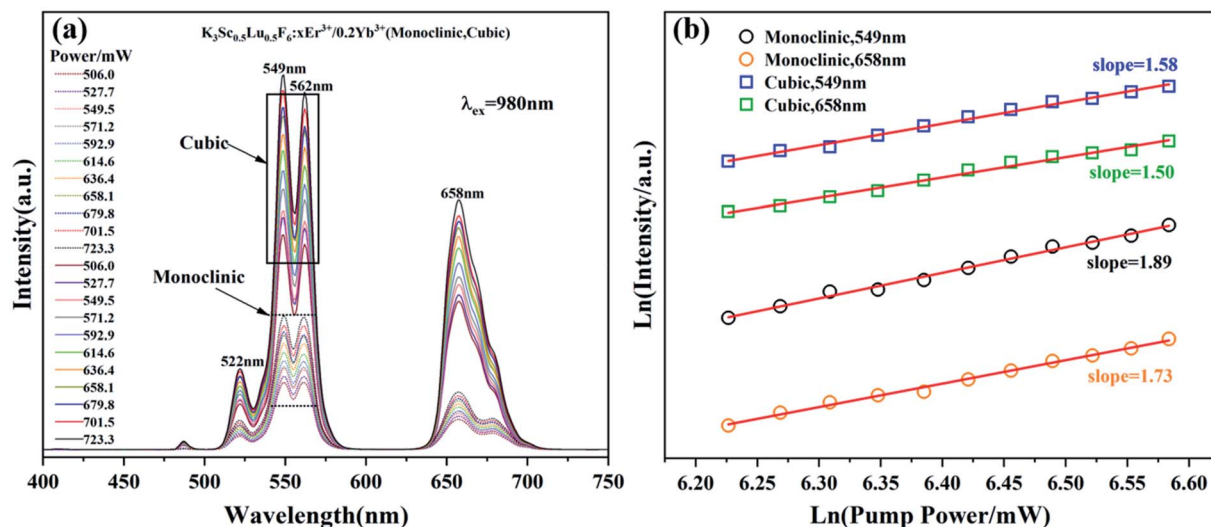 (a)
K₃Sc₀.₅Lu₀.₅F₆:xEr³⁺/0.2Yb³⁺(Monoclinic,Cubic)
Power/mW
506.0
527.7
549.5
571.2
592.9
614.6
636.4
658.1
679.8
701.5
723.3
506.0
527.7
549.5
571.2
592.9
614.6
636.4
658.1
679.8
701.5
723.3
549nm
562nm
λex=980nm
Cubic
Monoclinic
658nm
522nm
Intensity(a.u.)
400
450
500
550
600
650
700
750
Wavelength(nm)
(b)
Monoclinic,549nm
Monoclinic,658nm
Cubic,549nm
Cubic,658nm
slope=1.58
slope=1.50
slope=1.89
slope=1.73
Ln(Intensity/a.u.)
6.20
6.25
6.30
6.35
6.40
6.45
6.50
6.55
6.60
Ln(Pump Power/mW)